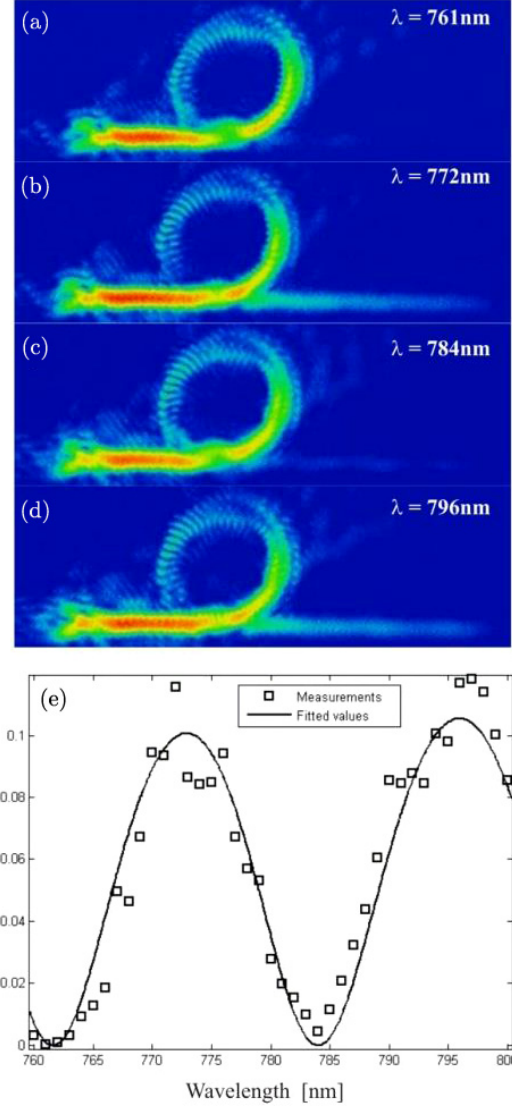 (a)
λ = 761nm
(b)
λ = 772nm
(c)
λ = 784nm
(d)
λ = 796nm
(e)
Measurements
Fitted values
0.1
0.08
0.06
0.04
0.02
0
760 765 770 775 780 785 790 795 800
Wavelength [nm]